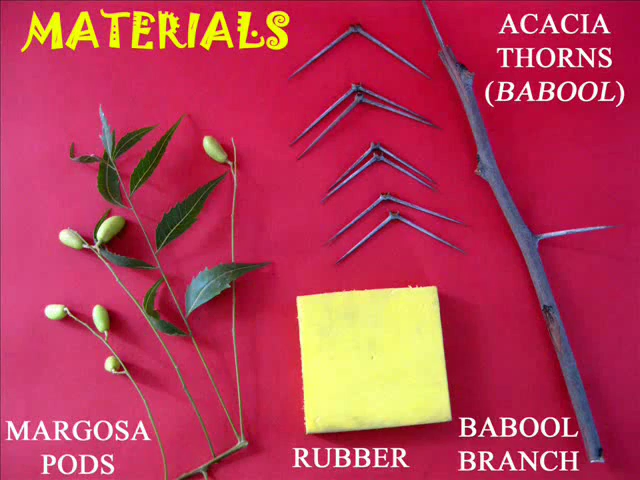 MATERIALS
ACACIA
THORNS
(BABOOL)
MARGOSA
PODS
RUBBER
BABOOL
BRANCH